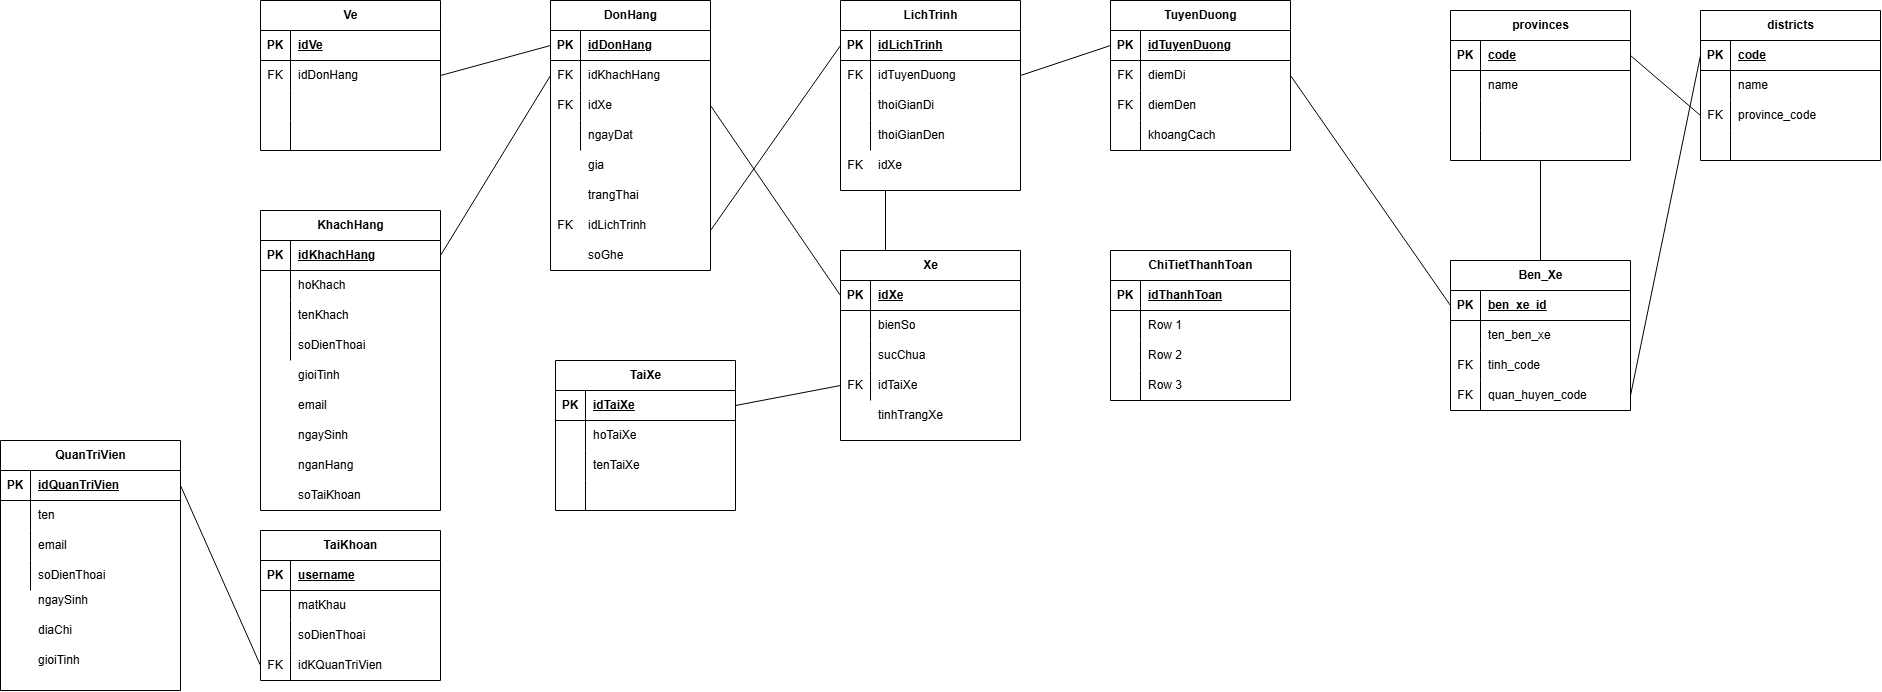 Ve
PK idVe
FK idDonHang
DonHang
PK idDonHang
FK idKhachHang
FK idXe
ngayDat
gia
trangThai
FK idLichTrinh
soGhe
LichTrinh
PK idLichTrinh
FK idTuyenDuong
thoiGianDi
thoiGianDen
FK idXe
TuyenDuong
PK idTuyenDuong
FK diemDi
FK diemDen
khoangCach
provinces
PK code
name
districts
PK code
name
FK province_code
KhachHang
PK idKhachHang
hoKhach
tenKhach
soDienThoai
gioiTinh
email
ngaySinh
nganHang
soTaiKhoan
Xe
PK idXe
bienSo
sucChua
FK idTaiXe
tinhTrangXe
ChiTietThanhToan
PK idThanhToan
Row 1
Row 2
Row 3
Ben_Xe
PK ben_xe_id
ten_ben_xe
FK tinh_code
FK quan_huyen_code
TaiXe
PK idTaiXe
hoTaiXe
tenTaiXe
QuanTriVien
PK idQuanTriVien
ten
email
soDienThoai
ngaySinh
diaChi
gioiTinh
TaiKhoan
PK username
matKhau
soDienThoai
FK idKQuanTriVien